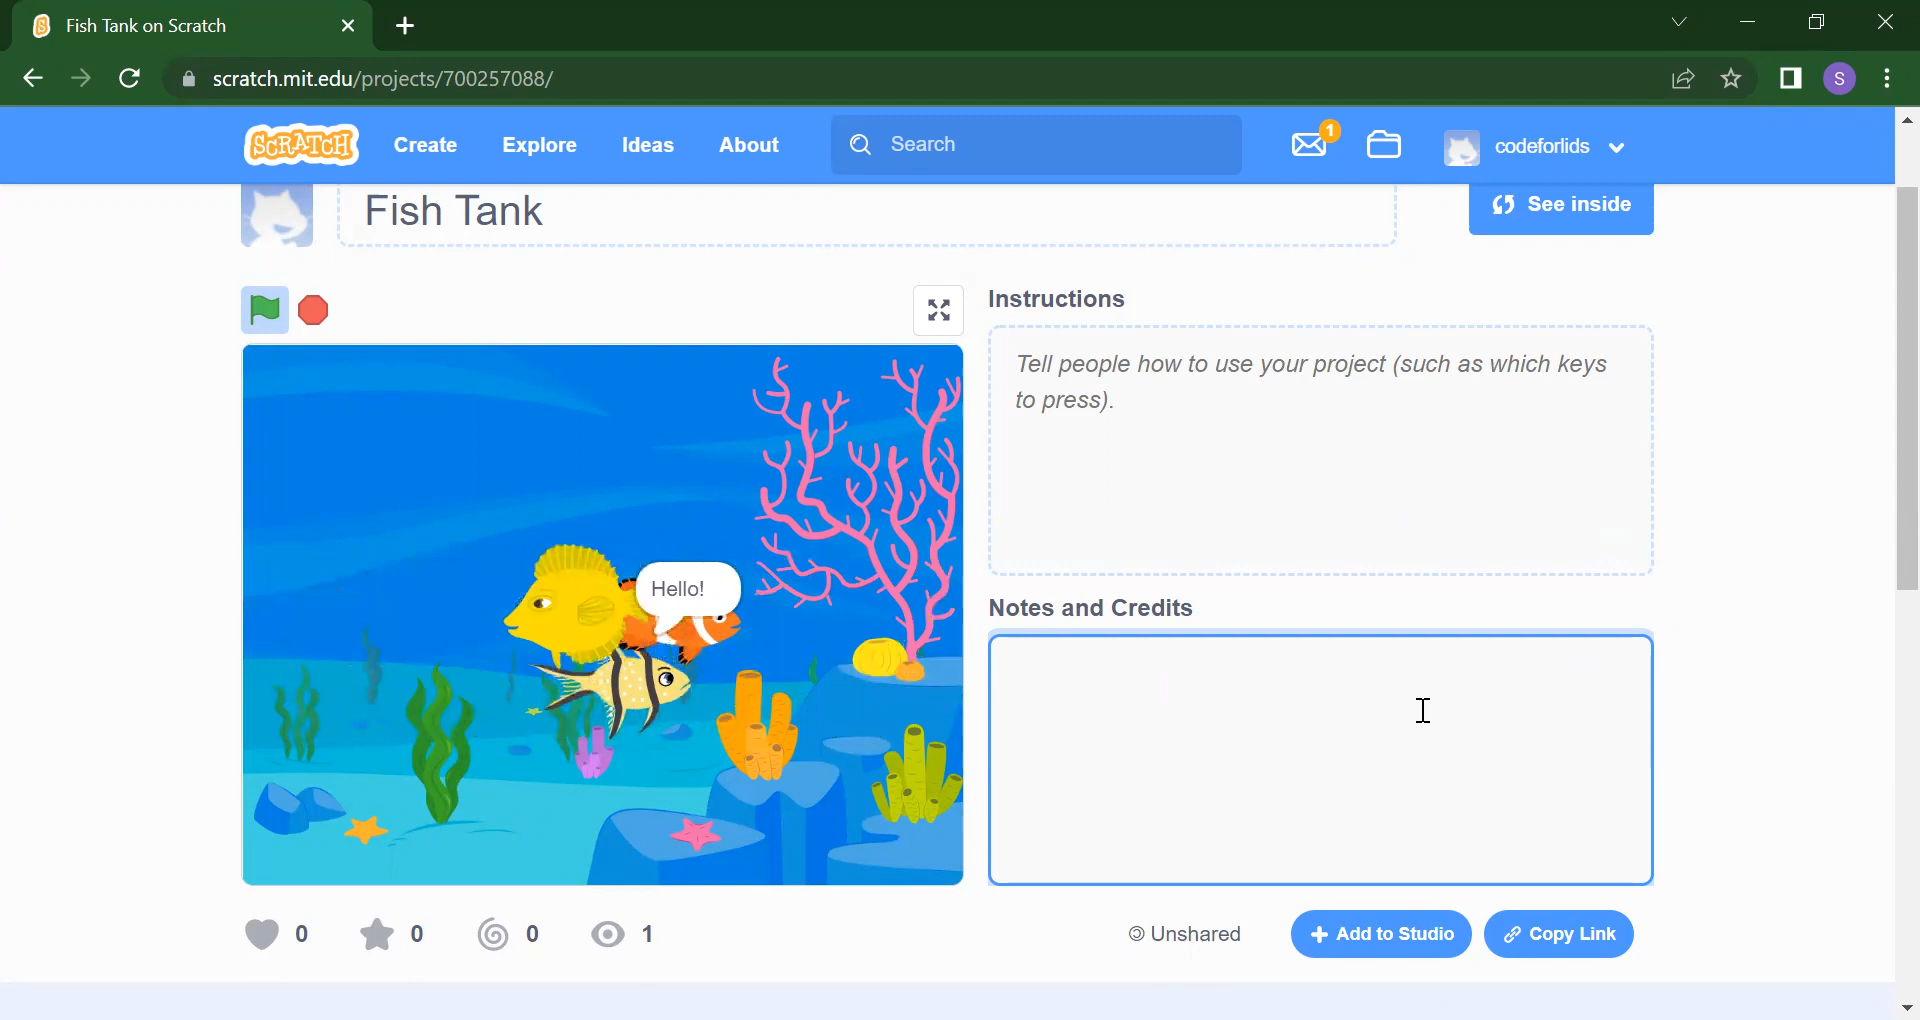 Fish Tank on Scratch
scratch.mit.edu/projects/700257088/
S
SCRATCH
Create
Explore
Ideas
About
Search
1
codeforlids
Fish Tank
See inside
Instructions
Tell people how to use your project (such as which keys
to press).
Hello!
Notes and Credits
0
0
0
1
Unshared
Add to Studio
Copy Link